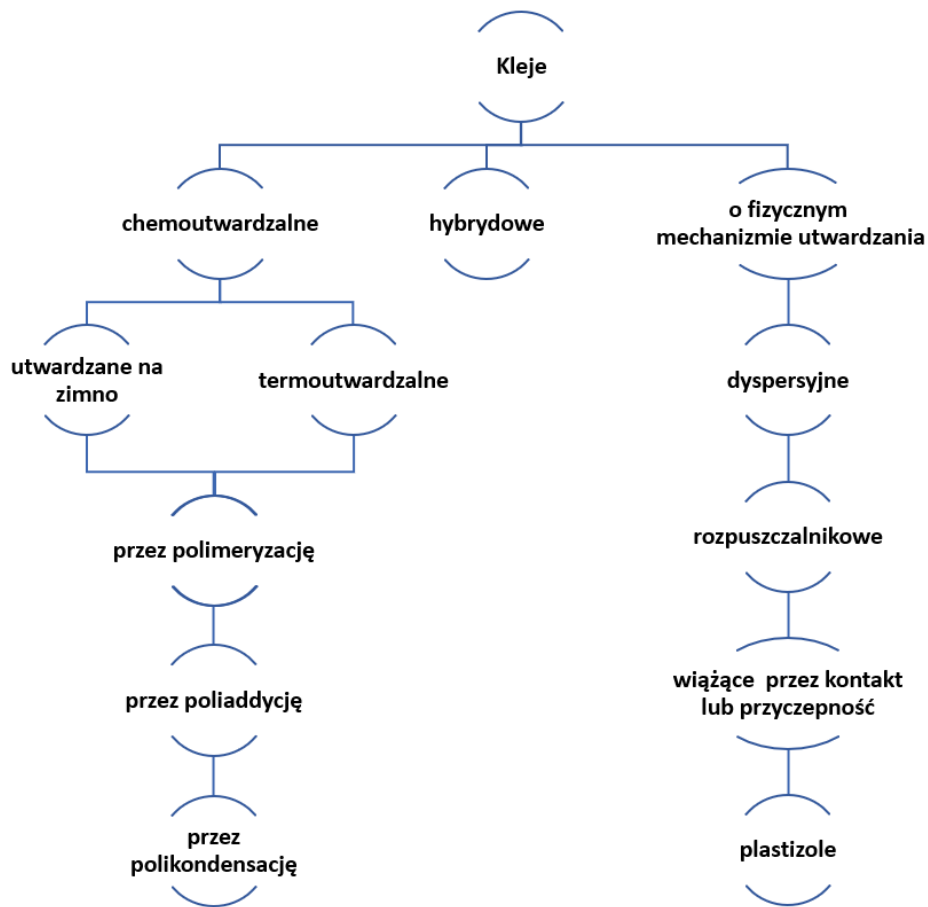 Kleje
chemoutwardzalne
hybrydowe
o fizycznym
mechanizmie utwardzania
utwardzane na
zimno
termoutwardzalne
dyspersyjne
przez polimeryzację
rozpuszczalnikowe
przez poliaddycję
wiążące przez kontakt
lub przyczepność
przez
polikondensację
plastizole